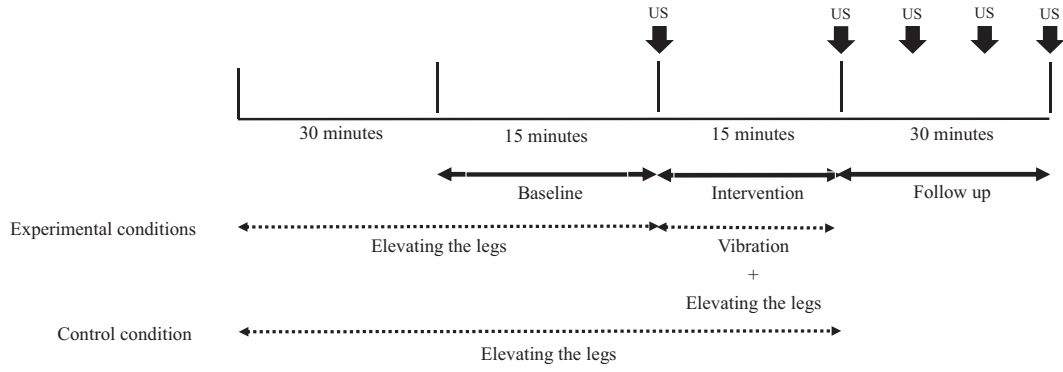 US US US US US
30 minutes 15 minutes 15 minutes 30 minutes
Baseline Intervention Follow up
Experimental conditions
Elevating the legs Vibration
+
Elevating the legs
Control condition
Elevating the legs